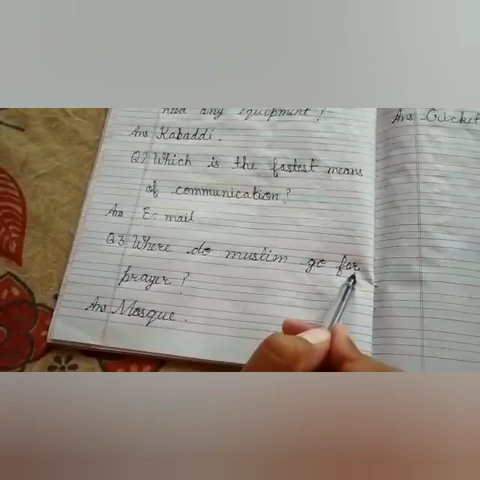 need any equipment?
Ans Kabaddi.
Q2 Which is the fastest means
of communication?
Ans E-mail
Q3 Where do muslim go for
prayer?
Ans Mosque.
Ans - Cricket